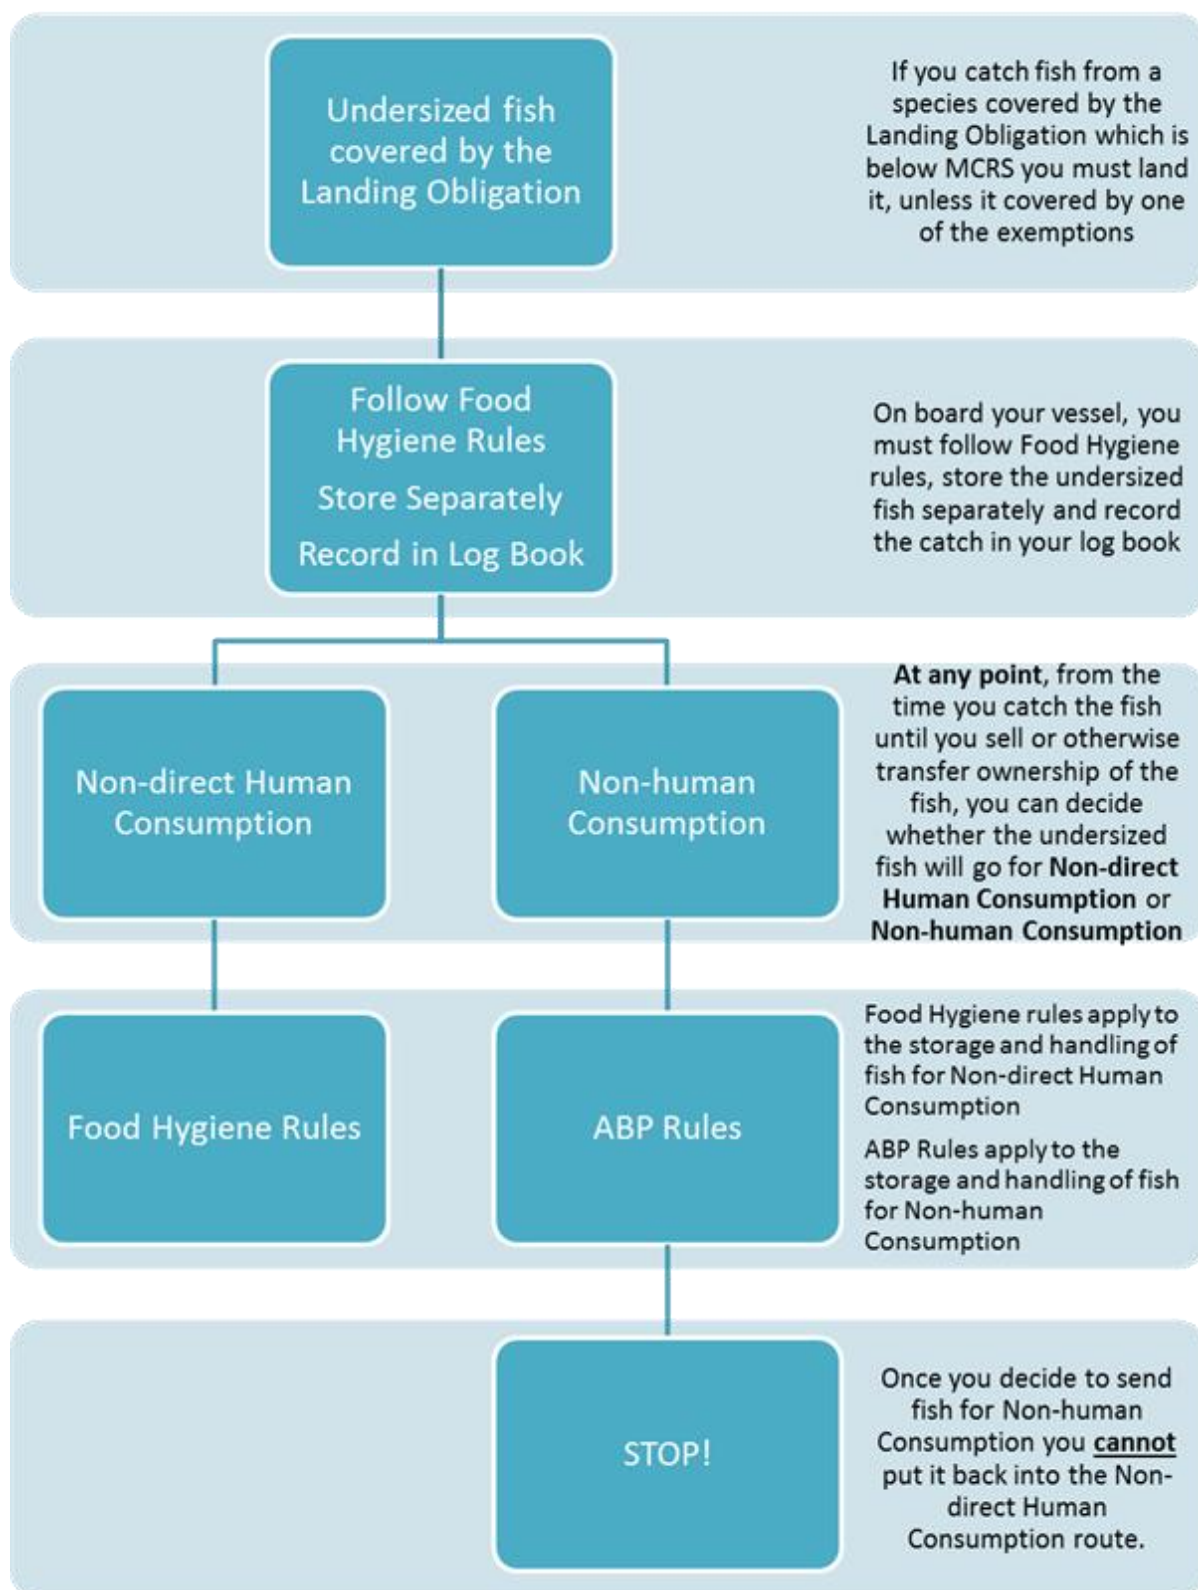 Undersized fish
covered by the
Landing Obligation
If you catch fish from a
species covered by the
Landing Obligation which is
below MCRS you must land
it, unless it covered by one
of the exemptions
Follow Food
Hygiene Rules
Store Separately
Record in Log Book
On board your vessel, you
must follow Food Hygiene
rules, store the undersized
fish separately and record
the catch in your log book
Non-direct Human
Consumption
Non-human
Consumption
At any point, from the
time you catch the fish
until you sell or otherwise
transfer ownership of the
fish, you can decide
whether the undersized
fish will go for Non-direct
Human Consumption or
Non-human Consumption
Food Hygiene Rules
ABP Rules
Food Hygiene rules apply to
the storage and handling of
fish for Non-direct Human
Consumption
ABP Rules apply to the
storage and handling of fish
for Non-human
Consumption
STOP!
Once you decide to send
fish for Non-human
Consumption you cannot
put it back into the Non-
direct Human
Consumption route.